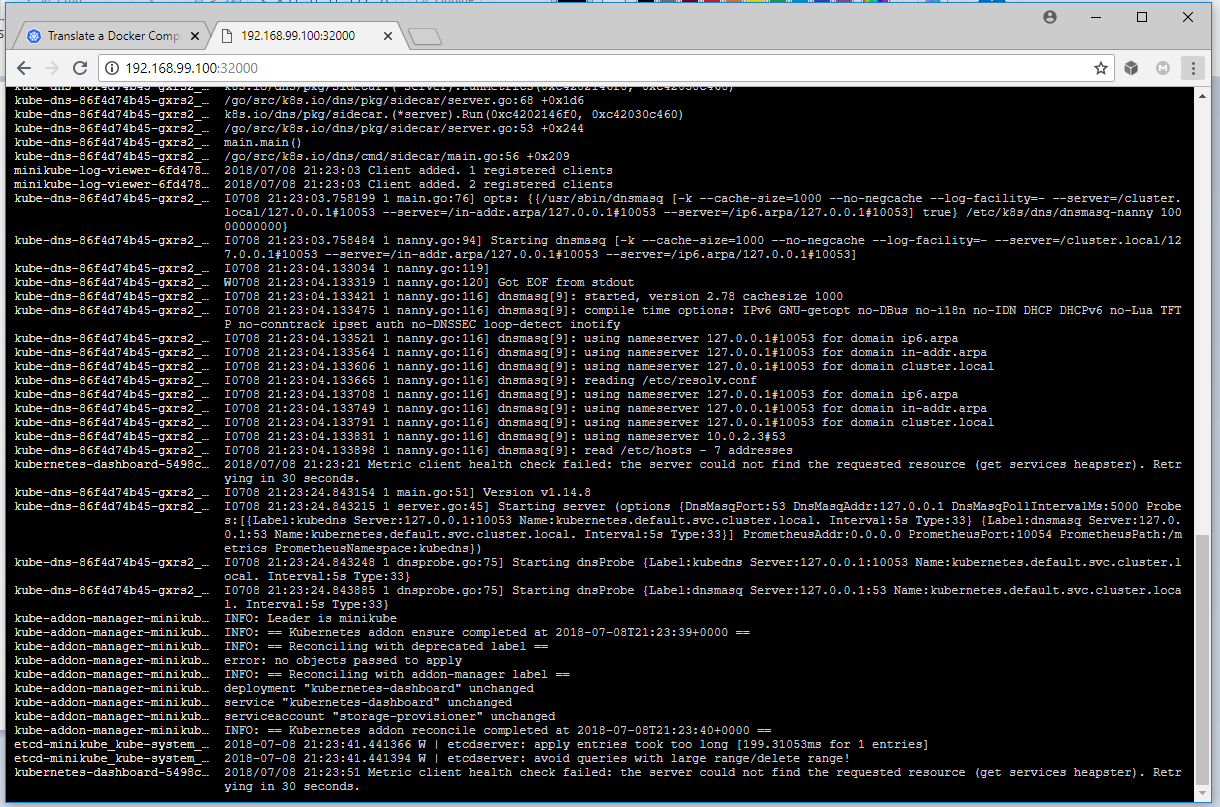 Translate a Docker Comp
192.168.99.100:32000
192.168.99.100:32000
kube-dns-86f4d74b45-gxrs2_…
kube-dns-86f4d74b45-gxrs2_… /go/src/k8s.io/dns/pkg/sidecar/server.go:68 +0x1d6
kube-dns-86f4d74b45-gxrs2_… k8s.io/dns/pkg/sidecar.(*server).Run(0xc4202146f0, 0xc42030c460)
kube-dns-86f4d74b45-gxrs2_… /go/src/k8s.io/dns/pkg/sidecar/server.go:53 +0x244
kube-dns-86f4d74b45-gxrs2_… main.main()
kube-dns-86f4d74b45-gxrs2_… /go/src/k8s.io/dns/cmd/sidecar/main.go:56 +0x209
minikube-log-viewer-6fd478… 2018/07/08 21:23:03 Client added. 1 registered clients
minikube-log-viewer-6fd478… 2018/07/08 21:23:03 Client added. 2 registered clients
kube-dns-86f4d74b45-gxrs2_… I0708 21:23:03.758199 1 main.go:76] opts: {{/usr/sbin/dnsmasq [-k --cache-size=1000 --no-negcache --log-facility=- --server=/cluster.
local/127.0.0.1#10053 --server=/in-addr.arpa/127.0.0.1#10053 --server=/ip6.arpa/127.0.0.1#10053] true} /etc/k8s/dns/dnsmasq-nanny 100
00000000}
kube-dns-86f4d74b45-gxrs2_… I0708 21:23:03.758484 1 nanny.go:94] Starting dnsmasq [-k --cache-size=1000 --no-negcache --log-facility=- --server=/cluster.local/12
7.0.0.1#10053 --server=/in-addr.arpa/127.0.0.1#10053 --server=/ip6.arpa/127.0.0.1#10053]
kube-dns-86f4d74b45-gxrs2_… I0708 21:23:04.133034 1 nanny.go:119]
kube-dns-86f4d74b45-gxrs2_… W0708 21:23:04.133319 1 nanny.go:120] Got EOF from stdout
kube-dns-86f4d74b45-gxrs2_… I0708 21:23:04.133421 1 nanny.go:116] dnsmasq[9]: started, version 2.78 cachesize 1000
kube-dns-86f4d74b45-gxrs2_… I0708 21:23:04.133475 1 nanny.go:116] dnsmasq[9]: compile time options: IPv6 GNU-getopt no-DBus no-i18n no-IDN DHCP DHCPv6 no-Lua TFT
P no-conntrack ipset auth no-DNSSEC loop-detect inotify
kube-dns-86f4d74b45-gxrs2_… I0708 21:23:04.133521 1 nanny.go:116] dnsmasq[9]: using nameserver 127.0.0.1#10053 for domain ip6.arpa
kube-dns-86f4d74b45-gxrs2_… I0708 21:23:04.133564 1 nanny.go:116] dnsmasq[9]: using nameserver 127.0.0.1#10053 for domain in-addr.arpa
kube-dns-86f4d74b45-gxrs2_… I0708 21:23:04.133606 1 nanny.go:116] dnsmasq[9]: using nameserver 127.0.0.1#10053 for domain cluster.local
kube-dns-86f4d74b45-gxrs2_… I0708 21:23:04.133665 1 nanny.go:116] dnsmasq[9]: reading /etc/resolv.conf
kube-dns-86f4d74b45-gxrs2_… I0708 21:23:04.133708 1 nanny.go:116] dnsmasq[9]: using nameserver 127.0.0.1#10053 for domain ip6.arpa
kube-dns-86f4d74b45-gxrs2_… I0708 21:23:04.133749 1 nanny.go:116] dnsmasq[9]: using nameserver 127.0.0.1#10053 for domain in-addr.arpa
kube-dns-86f4d74b45-gxrs2_… I0708 21:23:04.133791 1 nanny.go:116] dnsmasq[9]: using nameserver 127.0.0.1#10053 for domain cluster.local
kube-dns-86f4d74b45-gxrs2_… I0708 21:23:04.133831 1 nanny.go:116] dnsmasq[9]: using nameserver 10.0.2.3#53
kube-dns-86f4d74b45-gxrs2_… I0708 21:23:04.133898 1 nanny.go:116] dnsmasq[9]: read /etc/hosts - 7 addresses
kubernetes-dashboard-5498c… 2018/07/08 21:23:21 Metric client health check failed: the server could not find the requested resource (get services heapster). Retr
ying in 30 seconds.
kube-dns-86f4d74b45-gxrs2_… I0708 21:23:24.843154 1 main.go:51] Version v1.14.8
kube-dns-86f4d74b45-gxrs2_… I0708 21:23:24.843215 1 server.go:45] Starting server (options {DnsMasqPort:53 DnsMasqAddr:127.0.0.1 DnsMasqPollIntervalMs:5000 Probe
s:[{Label:kubedns Server:127.0.0.1:10053 Name:kubernetes.default.svc.cluster.local. Interval:5s Type:33} {Label:dnsmasq Server:127.0.
0.1:53 Name:kubernetes.default.svc.cluster.local. Interval:5s Type:33}] PrometheusAddr:0.0.0.0 PrometheusPort:10054 PrometheusPath:/m
etrics PrometheusNamespace:kubedns})
kube-dns-86f4d74b45-gxrs2_… I0708 21:23:24.843248 1 dnsprobe.go:75] Starting dnsProbe {Label:kubedns Server:127.0.0.1:10053 Name:kubernetes.default.svc.cluster.l
ocal. Interval:5s Type:33}
kube-dns-86f4d74b45-gxrs2_… I0708 21:23:24.843885 1 dnsprobe.go:75] Starting dnsProbe {Label:dnsmasq Server:127.0.0.1:53 Name:kubernetes.default.svc.cluster.loca
l. Interval:5s Type:33}
kube-addon-manager-minikub… INFO: Leader is minikube
kube-addon-manager-minikub… INFO: == Kubernetes addon ensure completed at 2018-07-08T21:23:39+0000 ==
kube-addon-manager-minikub… INFO: == Reconciling with deprecated label ==
kube-addon-manager-minikub… error: no objects passed to apply
kube-addon-manager-minikub… INFO: == Reconciling with addon-manager label ==
kube-addon-manager-minikub… deployment "kubernetes-dashboard" unchanged
kube-addon-manager-minikub… service "kubernetes-dashboard" unchanged
kube-addon-manager-minikub… serviceaccount "storage-provisioner" unchanged
kube-addon-manager-minikub… INFO: == Kubernetes addon reconcile completed at 2018-07-08T21:23:40+0000 ==
etcd-minikube_kube-system_… 2018-07-08 21:23:41.441366 W | etcdserver: apply entries took too long [199.31053ms for 1 entries]
etcd-minikube_kube-system_… 2018-07-08 21:23:41.441394 W | etcdserver: avoid queries with large range/delete range!
kubernetes-dashboard-5498c… 2018/07/08 21:23:51 Metric client health check failed: the server could not find the requested resource (get services heapster). Retr
ying in 30 seconds.